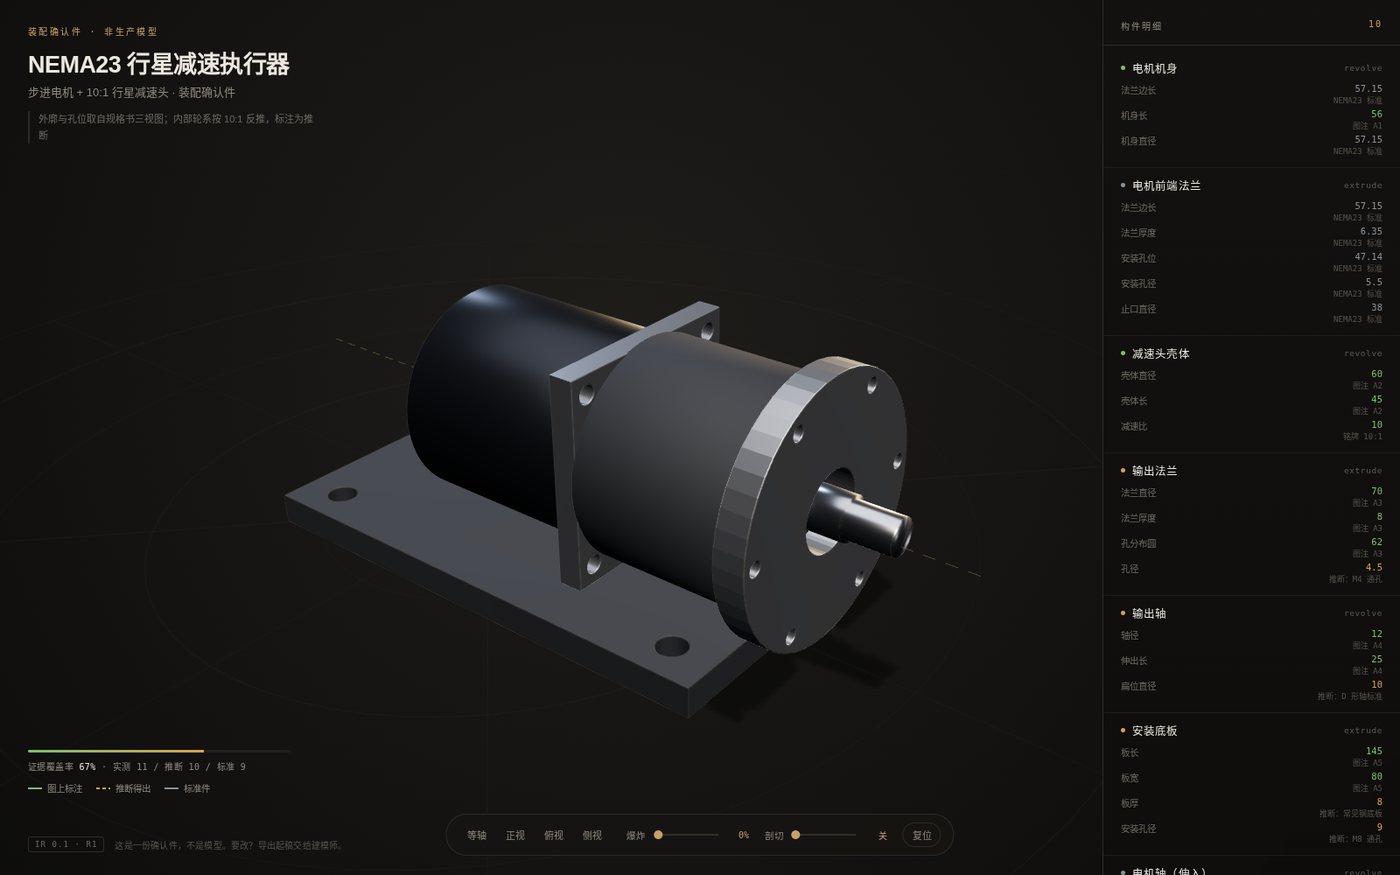 装配确认件 · 非生产模型
NEMA23 行星减速执行器
步进电机 + 10:1 行星减速头 · 装配确认件
外廓与孔位取自规格书三视图; 内部轮系按 10:1 反推, 标注为推
断
证据覆盖率 67% · 实测 11 / 推断 10 / 标准 9
图上标注 推断得出 标准件
IR 0.1 · R1 这是一份确认件, 不是模型。要改? 导出起稿交给建模师。
等轴 正视 俯视 侧视 爆炸 0% 剖切 关 复位
构件明细 10
电机机身 revolve
法兰边长 57.15
NEMA23 标准
机身长 56
图注 A1
机身直径 57.15
NEMA23 标准
电机前端法兰 extrude
法兰边长 57.15
NEMA23 标准
法兰厚度 6.35
NEMA23 标准
安装孔位 47.14
NEMA23 标准
安装孔径 5.5
NEMA23 标准
止口直径 38
NEMA23 标准
减速头壳体 revolve
壳体直径 60
图注 A2
壳体长 45
图注 A2
减速比 10
铭牌 10:1
输出法兰 extrude
法兰直径 70
图注 A3
法兰厚度 8
图注 A3
孔分布圆 62
图注 A3
孔径 4.5
推断: M4 通孔
输出轴 revolve
轴径 12
图注 A4
伸出长 25
图注 A4
扁位直径 10
推断: D 形轴标准
安装底板 extrude
板长 145
图注 A5
板宽 80
图注 A5
板厚 8
推断: 常见钢底板
安装孔径 9
推断: M8 通孔
电机轴 (伸入) revolve